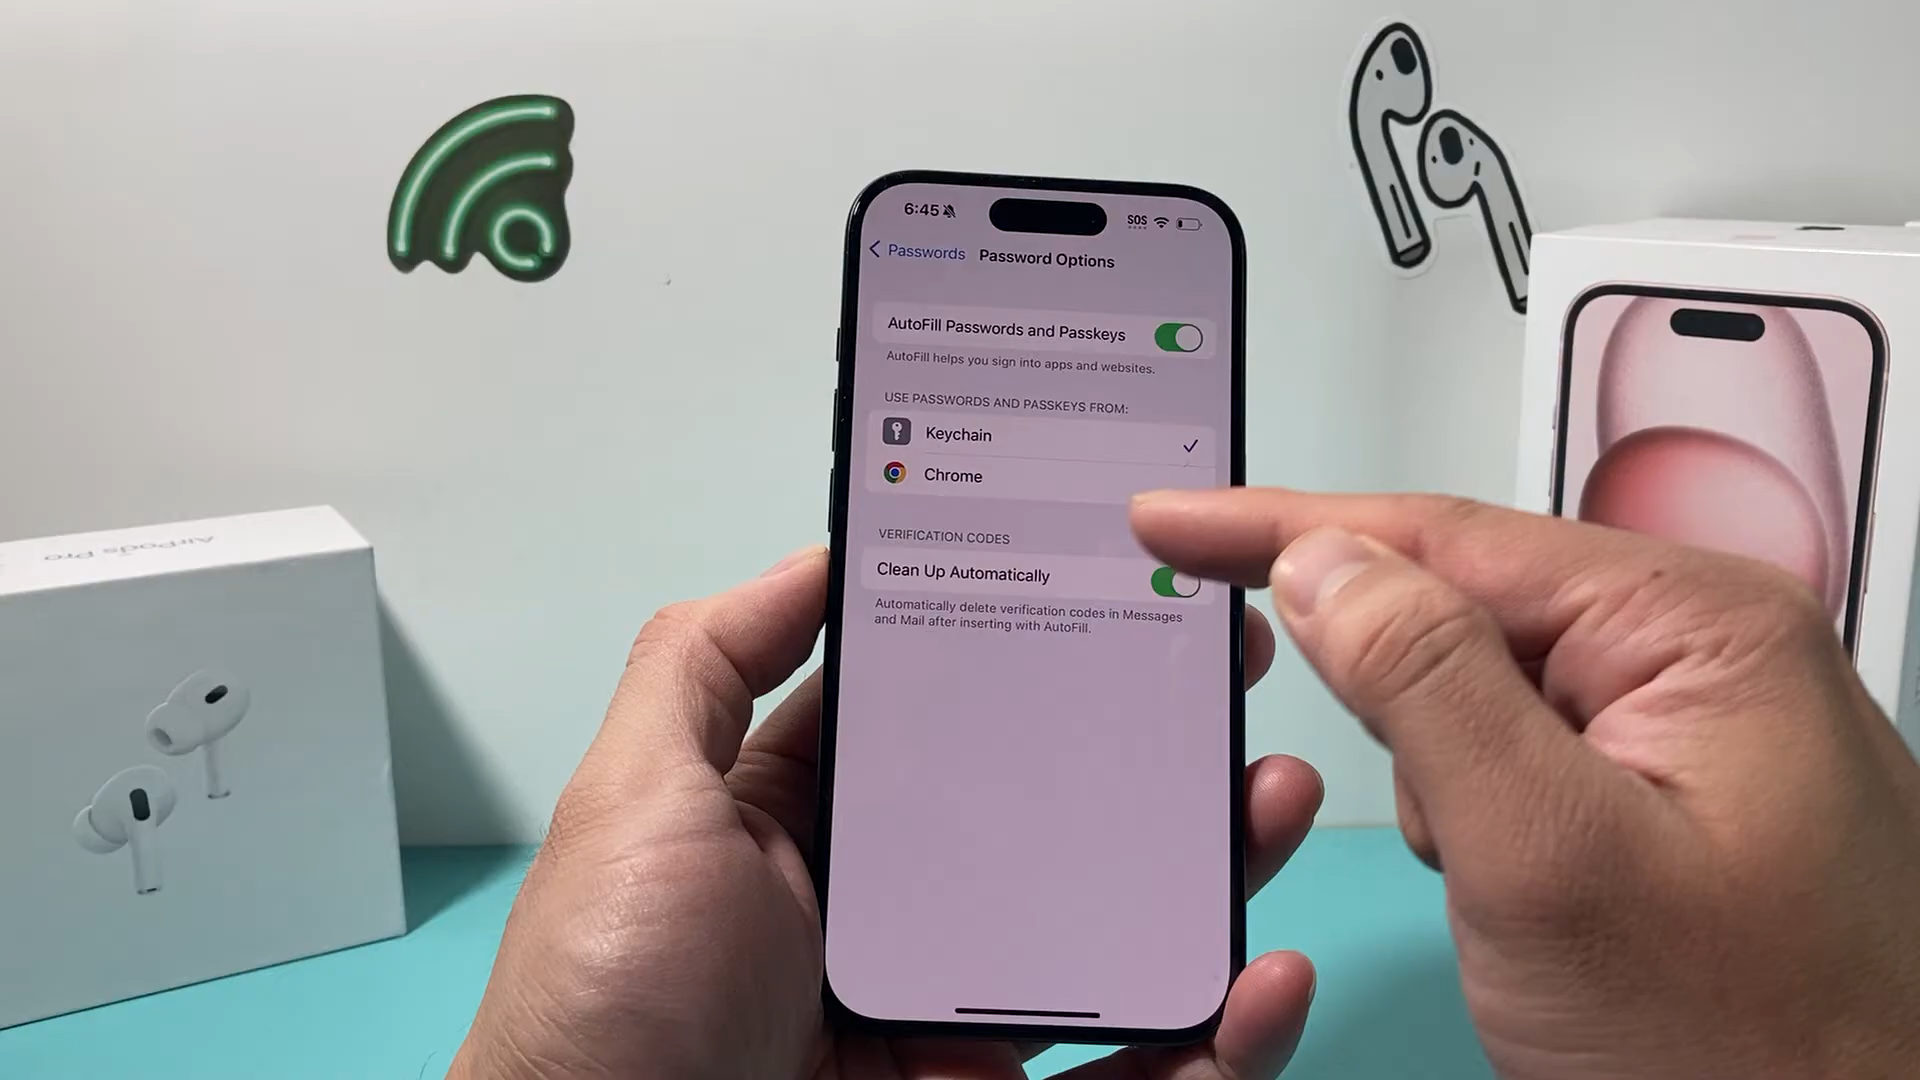 6:45
SOS
Passwords
Password Options
AutoFill Passwords and Passkeys
AutoFill helps you sign into apps and websites.
USE PASSWORDS AND PASSKEYS FROM:
Keychain
Chrome
VERIFICATION CODES
Clean Up Automatically
Automatically delete verification codes in Messages
and Mail after inserting with AutoFill.
AirPods Pro